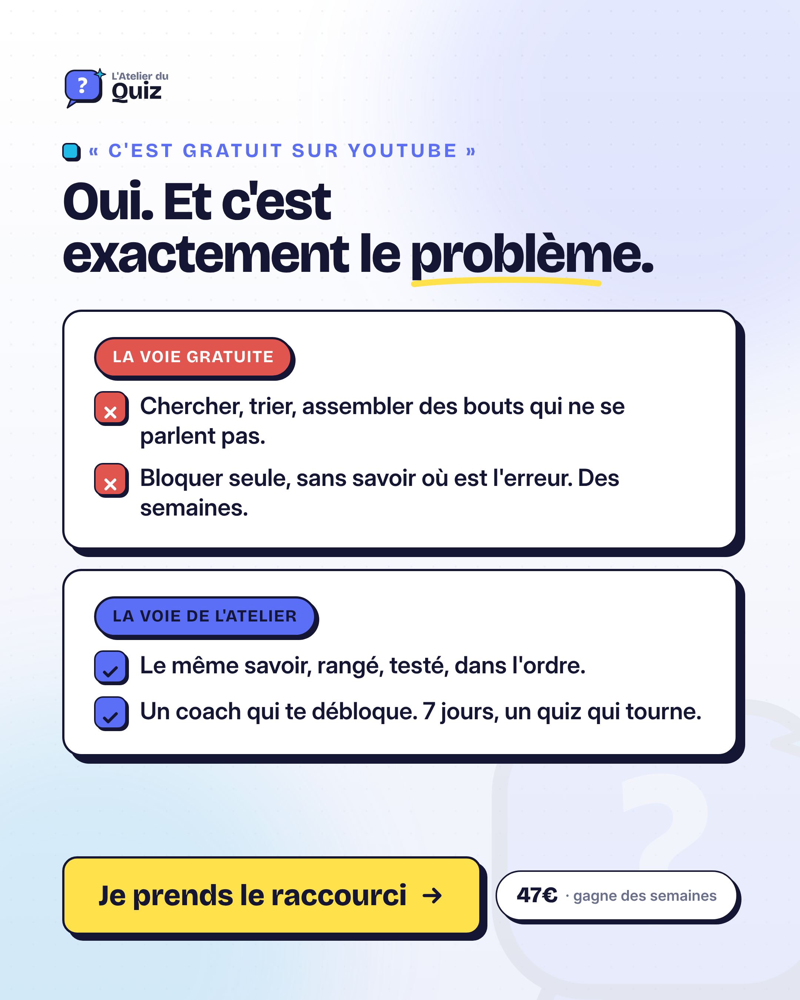 ?
L'Atelier du
Quiz
« C'EST GRATUIT SUR YOUTUBE »
Oui. Et c'est
exactement le problème.
LA VOIE GRATUITE
Chercher, trier, assembler des bouts qui ne se
parlent pas.
Bloquer seule, sans savoir où est l'erreur. Des
semaines.
LA VOIE DE L'ATELIER
Le même savoir, rangé, testé, dans l'ordre.
Un coach qui te débloque. 7 jours, un quiz qui tourne.
?
Je prends le raccourci →
47€ · gagne des semaines